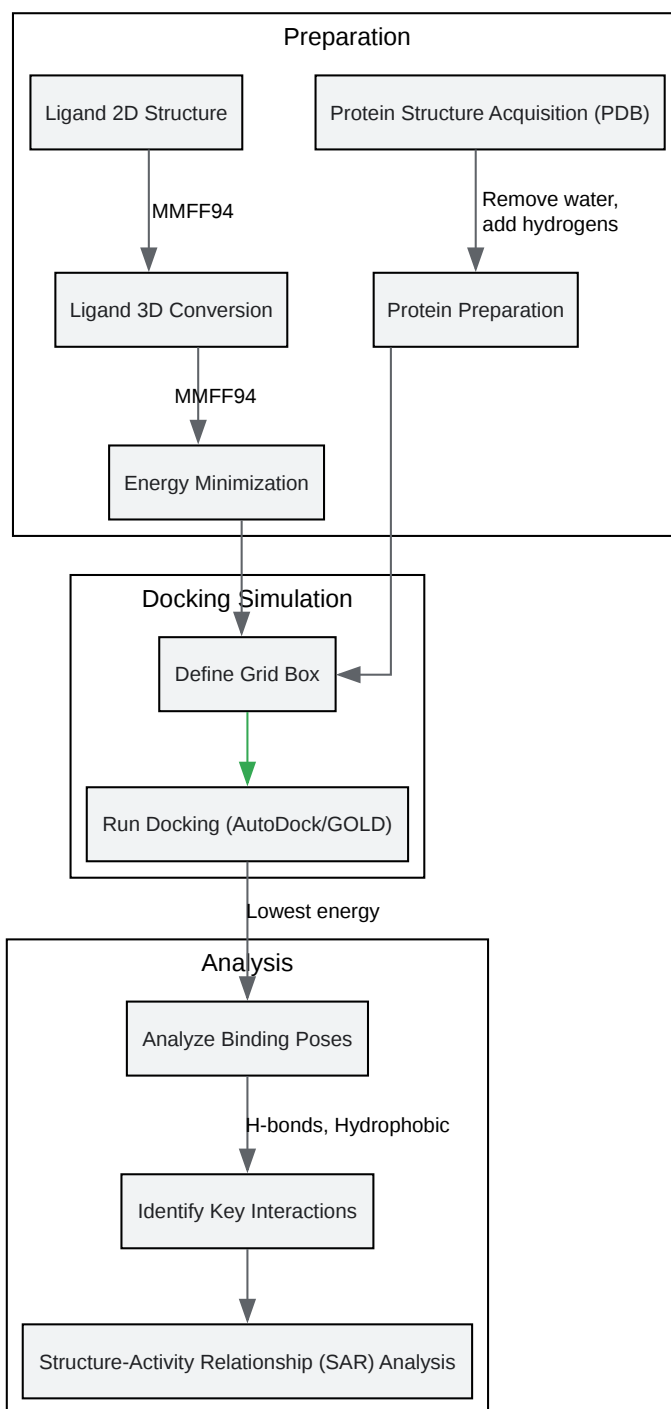 Preparation
Ligand 2D Structure
Protein Structure Acquisition (PDB)
MMFF94
Remove water,
add hydrogens
Ligand 3D Conversion
Protein Preparation
MMFF94
Energy Minimization
Docking Simulation
Define Grid Box
Run Docking (AutoDock/GOLD)
Lowest energy
Analysis
Analyze Binding Poses
H-bonds, Hydrophobic
Identify Key Interactions
Structure-Activity Relationship (SAR) Analysis